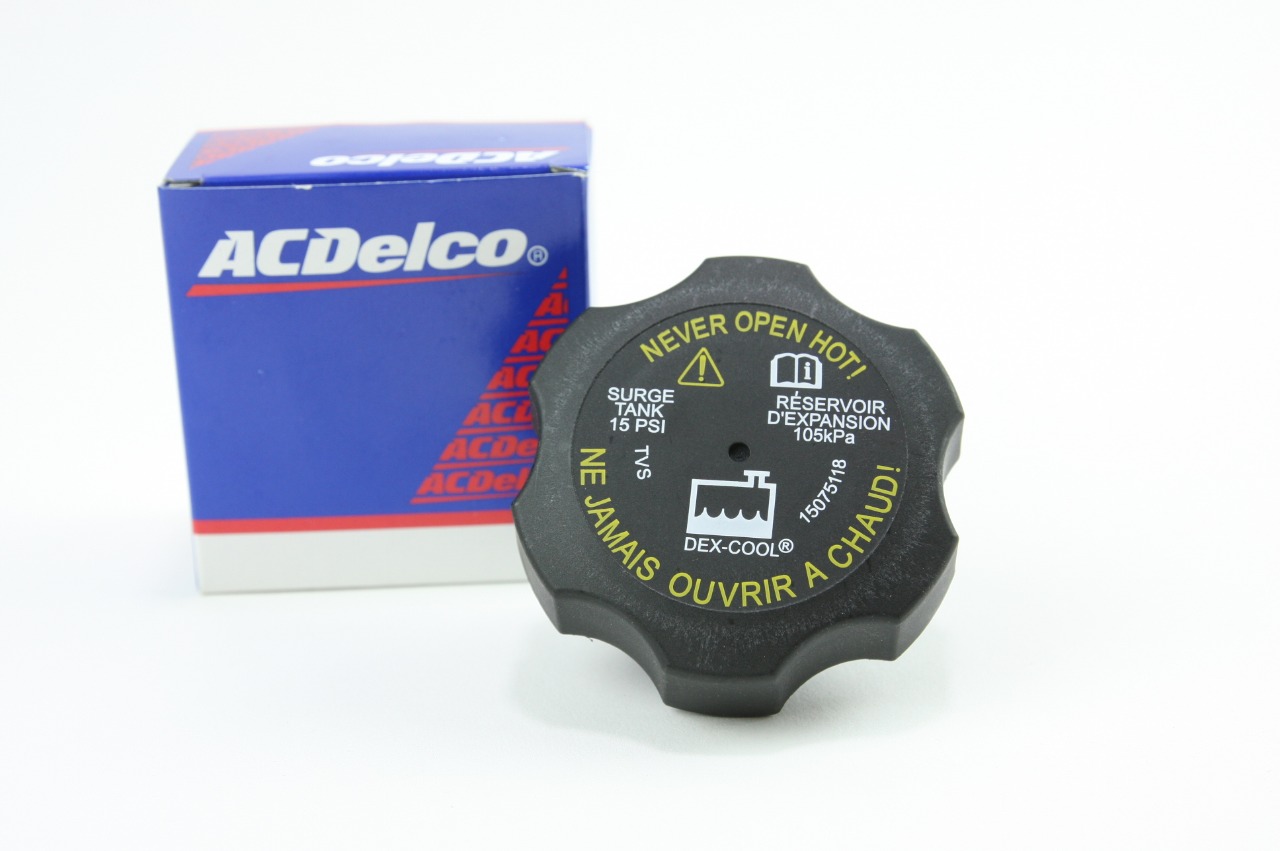 ACDelco
ACDelco®
NEVER OPEN HOT!
SURGE
TANK
15 PSI
TVS
RÉSERVOIR
D'EXPANSION
105kPa
15075118
DEX-COOL®
NE JAMAIS OUVRIR A CHAUD!